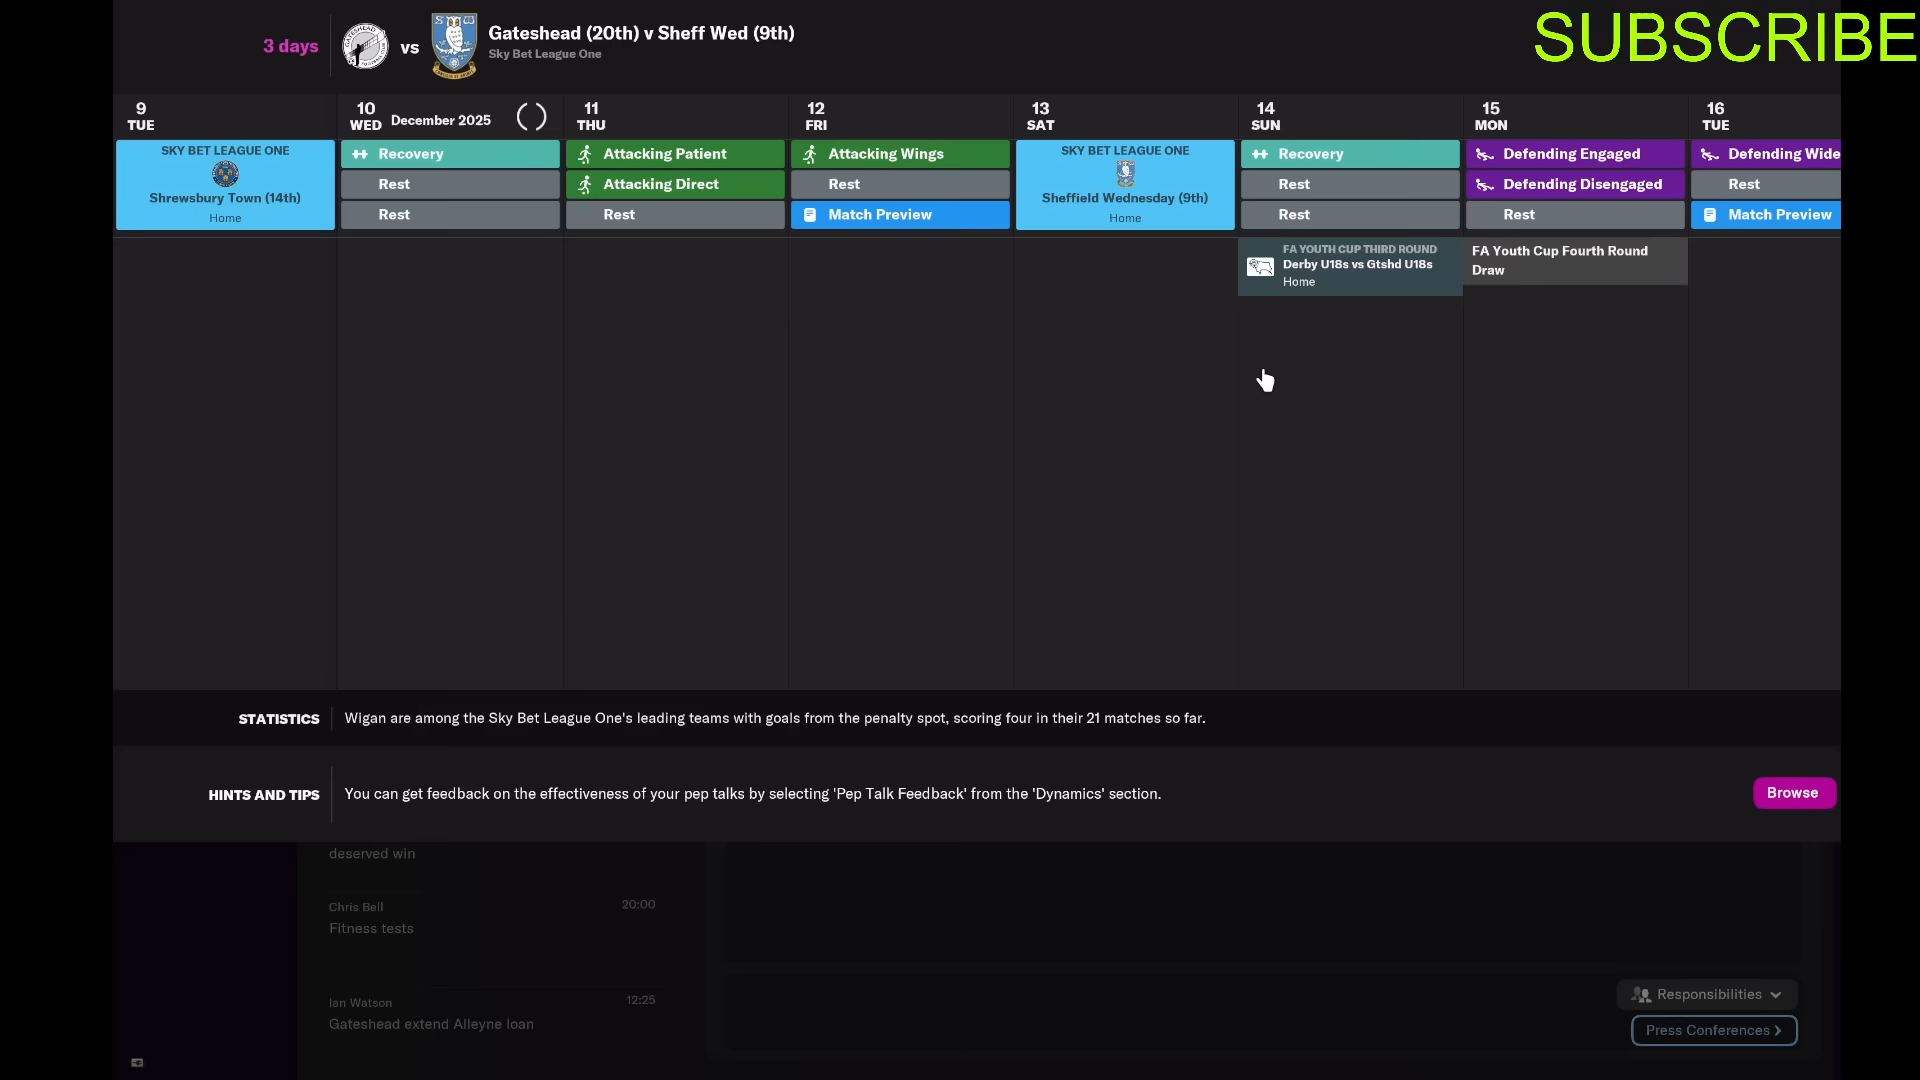 3 days
vs
Gateshead (20th) v Sheff Wed (9th)
Sky Bet League One
SUBSCRIBE
9
TUE
10
WED
December 2025
11
THU
12
FRI
13
SAT
14
SUN
15
MON
16
TUE
SKY BET LEAGUE ONE
Shrewsbury Town (14th)
Home
Recovery
Rest
Rest
Attacking Patient
Attacking Direct
Rest
Attacking Wings
Rest
Match Preview
SKY BET LEAGUE ONE
Sheffield Wednesday (9th)
Home
Recovery
Rest
Rest
Defending Engaged
Defending Disengaged
Rest
Defending Wide
Rest
Match Preview
FA YOUTH CUP THIRD ROUND
Derby U18s vs Gtshd U18s
Home
FA Youth Cup Fourth Round
Draw
STATISTICS
Wigan are among the Sky Bet League One's leading teams with goals from the penalty spot, scoring four in their 21 matches so far.
HINTS AND TIPS
You can get feedback on the effectiveness of your pep talks by selecting 'Pep Talk Feedback' from the 'Dynamics' section.
Browse
deserved win
Chris Bell
20:00
Fitness tests
Ian Watson
12:25
Gateshead extend Alleyne loan
Responsibilities
Press Conferences